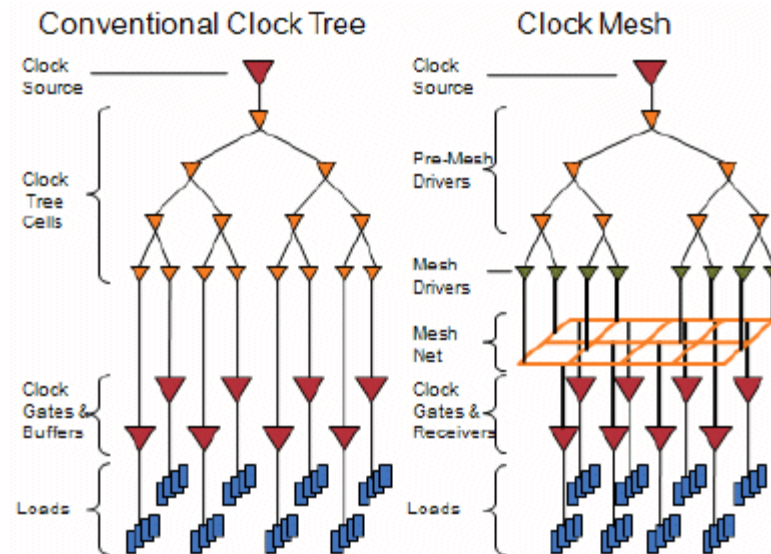 Conventional Clock Tree
Clock
Source
Clock
Tree
Cells
Clock
Gates &
Buffers
Loads
Clock Mesh
Clock
Source
Pre-Mesh
Drivers
Mesh
Drivers
Mesh
Net
Clock
Gates &
Receivers
Loads